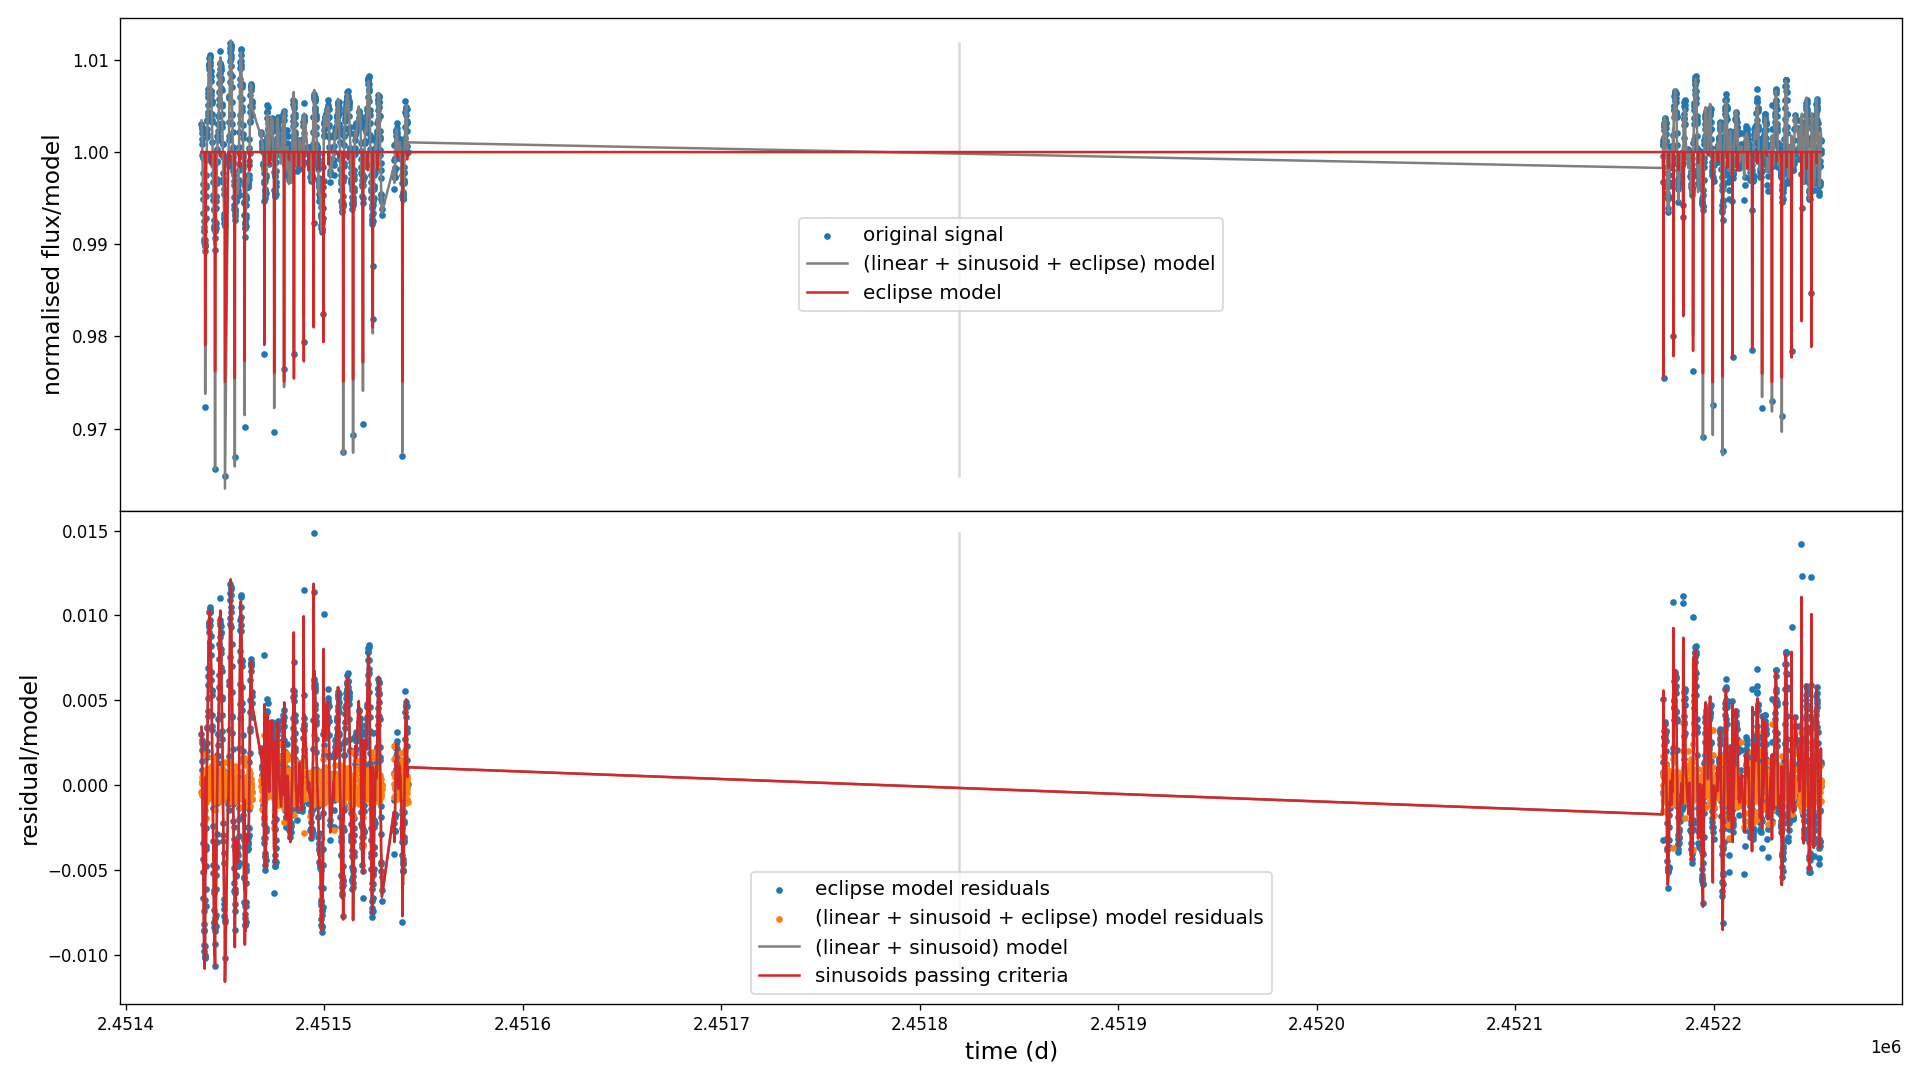 normalised flux/model
1.01
1.00
0.99
0.98
0.97
original signal
(linear + sinusoid + eclipse) model
eclipse model
residual/model
0.015
0.010
0.005
0.000
−0.005
−0.010
eclipse model residuals
(linear + sinusoid + eclipse) model residuals
(linear + sinusoid) model
sinusoids passing criteria
2.4514 2.4515 2.4516 2.4517 2.4518 2.4519 2.4520 2.4521 2.4522
1e6
time (d)